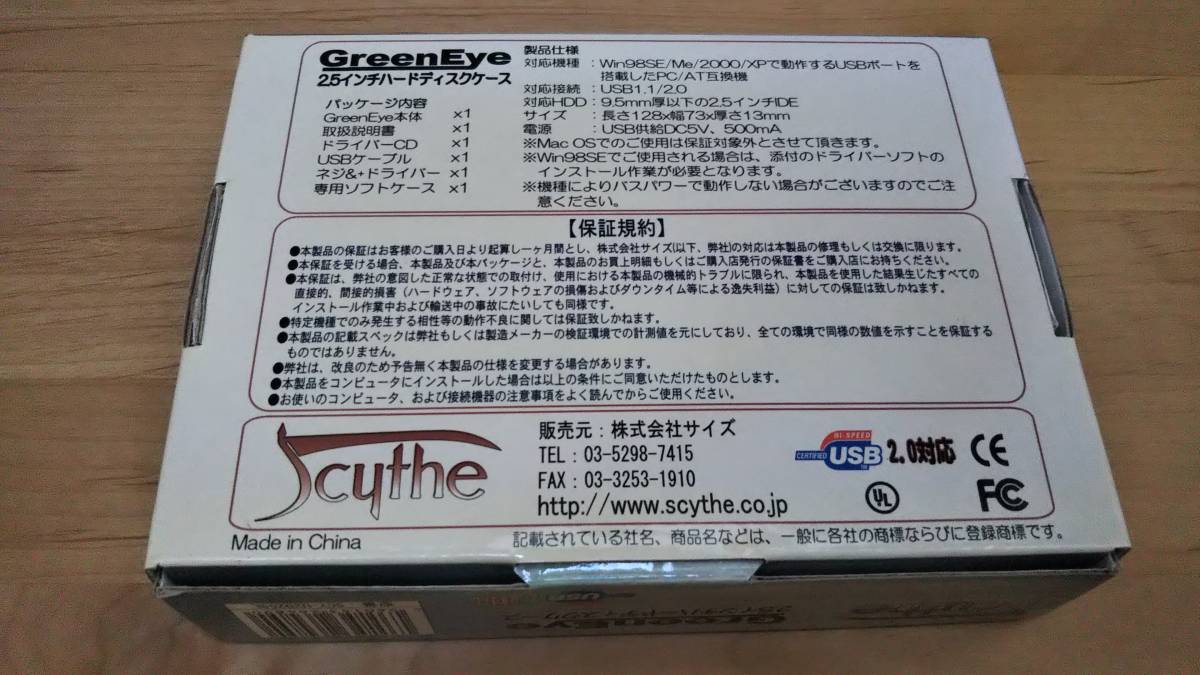 GreenEye
2.5インチハードディスクケース
パッケージ内容
GreenEye本体 ×1
取扱説明書 ×1
ドライバーCD ×1
USBケーブル ×1
ネジ&+ドライバー ×1
専用ソフトケース ×1
製品仕様
対応機種 : Win98SE/Me/2000/XPで動作するUSBポートを
搭載したPC/AT互換機
対応接続 : USB1.1/2.0
対応HDD : 9.5mm厚以下の2.5インチIDE
サイズ : 長さ128x幅73x厚さ13mm
電源 : USB供給DC5V、500mA
※Mac OSでのご使用は保証対象外とさせて頂きます。
※Win98SEでご使用される場合は、添付のドライバーソフトの
インストール作業が必要となります。
※機種によりバスパワーで動作しない場合がございますのでご注
意ください。
【保証規約】
●本製品の保証はお客様のご購入日より起算し一ヶ月間とし、株式会社サイズ(以下、弊社)の対応は本製品の修理もしくは交換に限ります。
●本保証を受ける場合、本製品及び本パッケージと、本製品のお買上明細もしくはご購入店発行の保証書をご購入店にお持ちください。
●本保証は、弊社の意図した正常な状態での取付け、使用における本製品の機械的トラブルに限られ、本製品を使用した結果生じたすべての
直接的、間接的損害（ハードウェア、ソフトウェアの損傷およびダウンタイム等による逸失利益）に対しての保証は致しかねます。
インストール作業中および輸送中の事故にたいしても同様です。
●特定機種でのみ発生する相性等の動作不良に関しては保証致しかねます。
●本製品の記載スペックは弊社もしくは製造メーカーの検証環境での計測値を元にしており、全ての環境で同様の数値を示すことを保証する
ものではありません。
●弊社は、改良のため予告無く本製品の仕様を変更する場合があります。
●本製品をコンピュータにインストールした場合は以上の条件にご同意いただけたものとします。
●お使いのコンピュータ、および接続機器の注意事項をよく読んでからご使用ください。
Scythe
販売元 : 株式会社サイズ
TEL : 03-5298-7415
FAX : 03-3253-1910
http://www.scythe.co.jp
HI-SPEED
CERTIFIED USB 2.0対応 CE
UL FCC
Made in China
記載されている社名、商品名などは、一般に各社の商標ならびに登録商標です。
GreenEye
2.5インチハードディスクケース